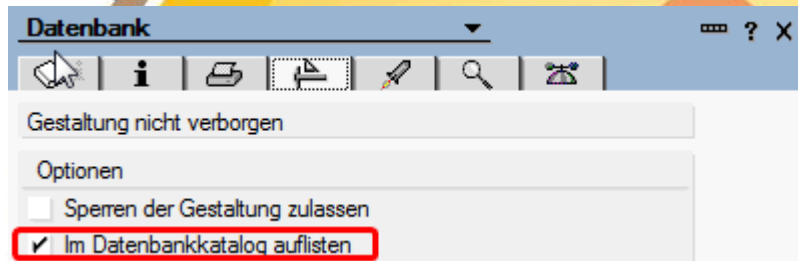 Datenbank
?
X
i
Gestaltung nicht verborgen
Optionen
Sperren der Gestaltung zulassen
Im Datenbankkatalog auflisten